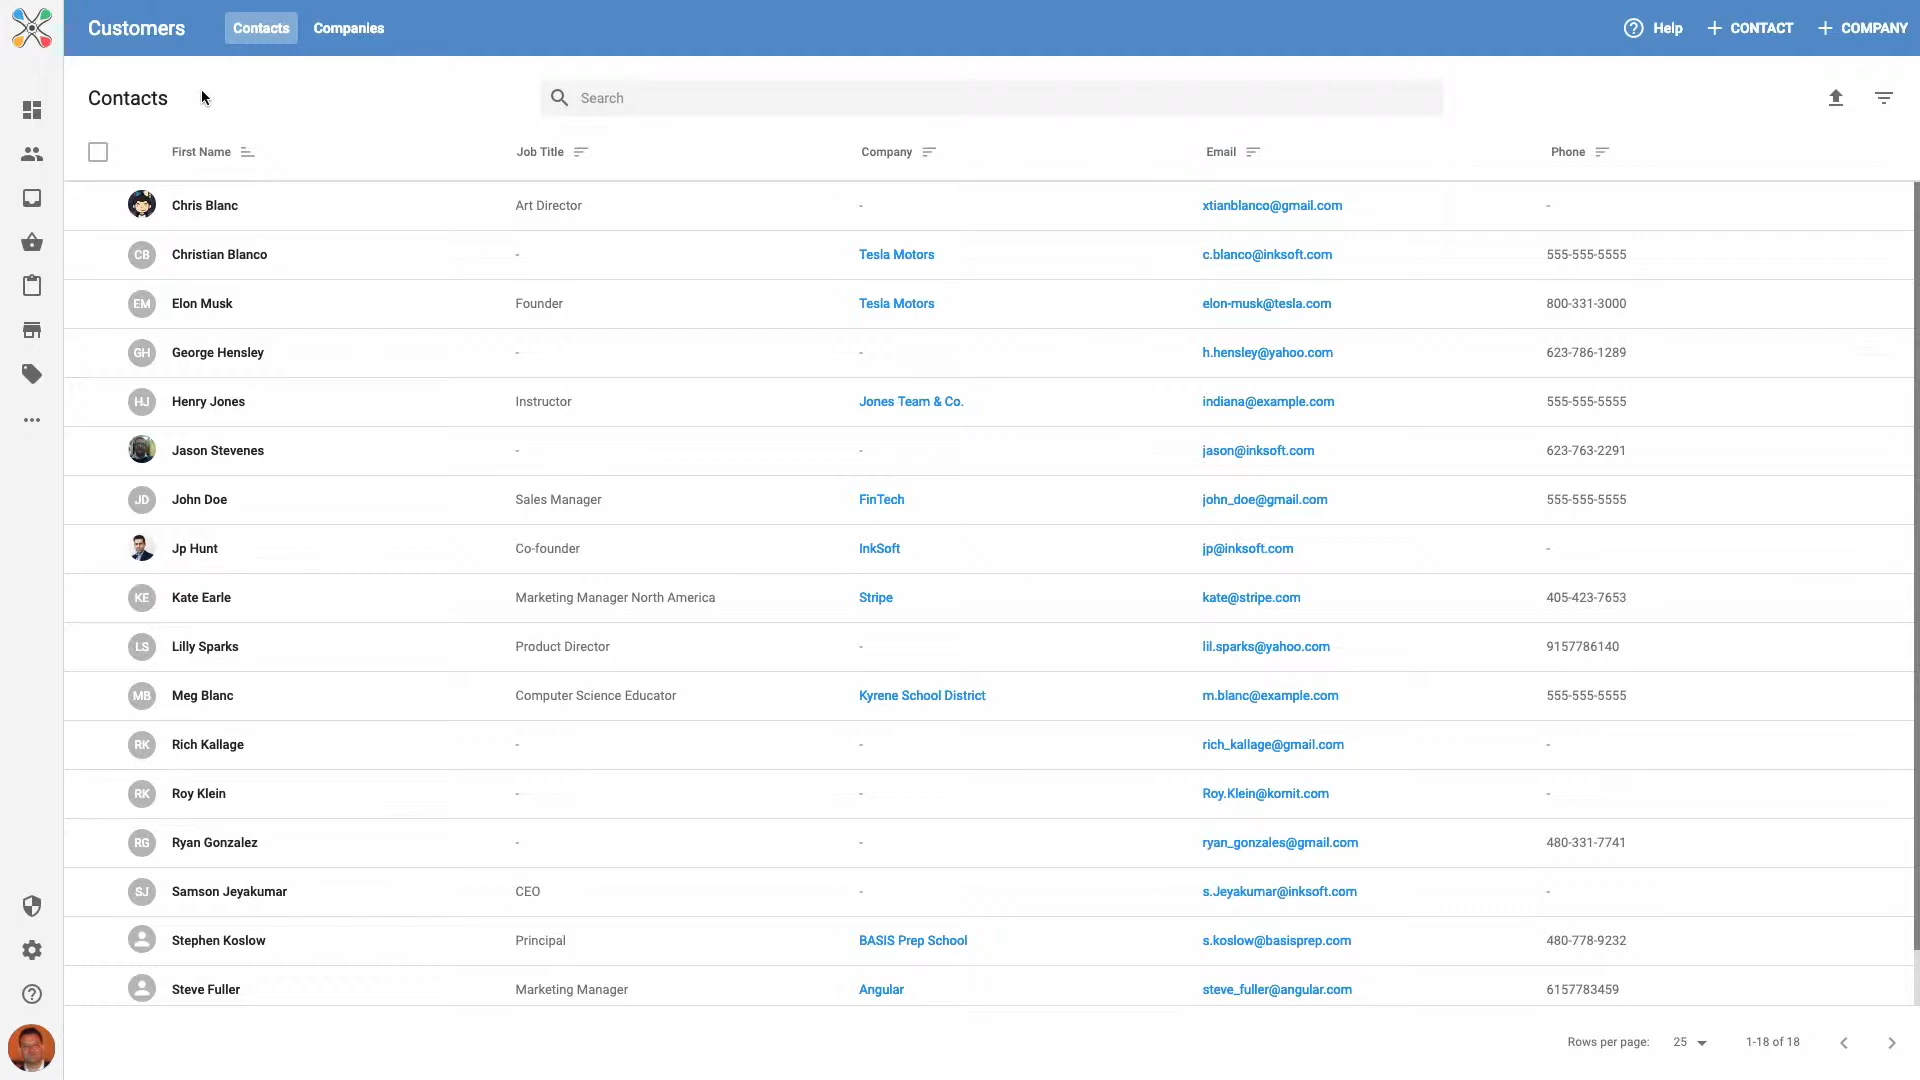 Customers Contacts Companies Help CONTACT COMPANY
Contacts Search
First Name Job Title Company Email Phone
Chris Blanc Art Director - xtianblanco@gmail.com -
CB Christian Blanco - Tesla Motors c.blanco@inksoft.com 555-555-5555
EM Elon Musk Founder Tesla Motors elon-musk@tesla.com 800-331-3000
GH George Hensley - - h.hensley@yahoo.com 623-786-1289
HJ Henry Jones Instructor Jones Team & Co. indiana@example.com 555-555-5555
Jason Stevenes - - jason@inksoft.com 623-763-2291
JD John Doe Sales Manager FinTech john_doe@gmail.com 555-555-5555
Jp Hunt Co-founder InkSoft jp@inksoft.com -
KE Kate Earle Marketing Manager North America Stripe kate@stripe.com 405-423-7653
LS Lilly Sparks Product Director - lil.sparks@yahoo.com 9157786140
MB Meg Blanc Computer Science Educator Kyrene School District m.blanc@example.com 555-555-5555
RK Rich Kallage - - rich_kallage@gmail.com -
RK Roy Klein - - Roy.Klein@kornit.com -
RG Ryan Gonzalez - - ryan_gonzales@gmail.com 480-331-7741
SJ Samson Jeyakumar CEO - s.Jeyakumar@inksoft.com -
Stephen Koslow Principal BASIS Prep School s.koslow@basisprep.com 480-778-9232
Steve Fuller Marketing Manager Angular steve_fuller@angular.com 6157783459
Rows per page: 25 1-18 of 18